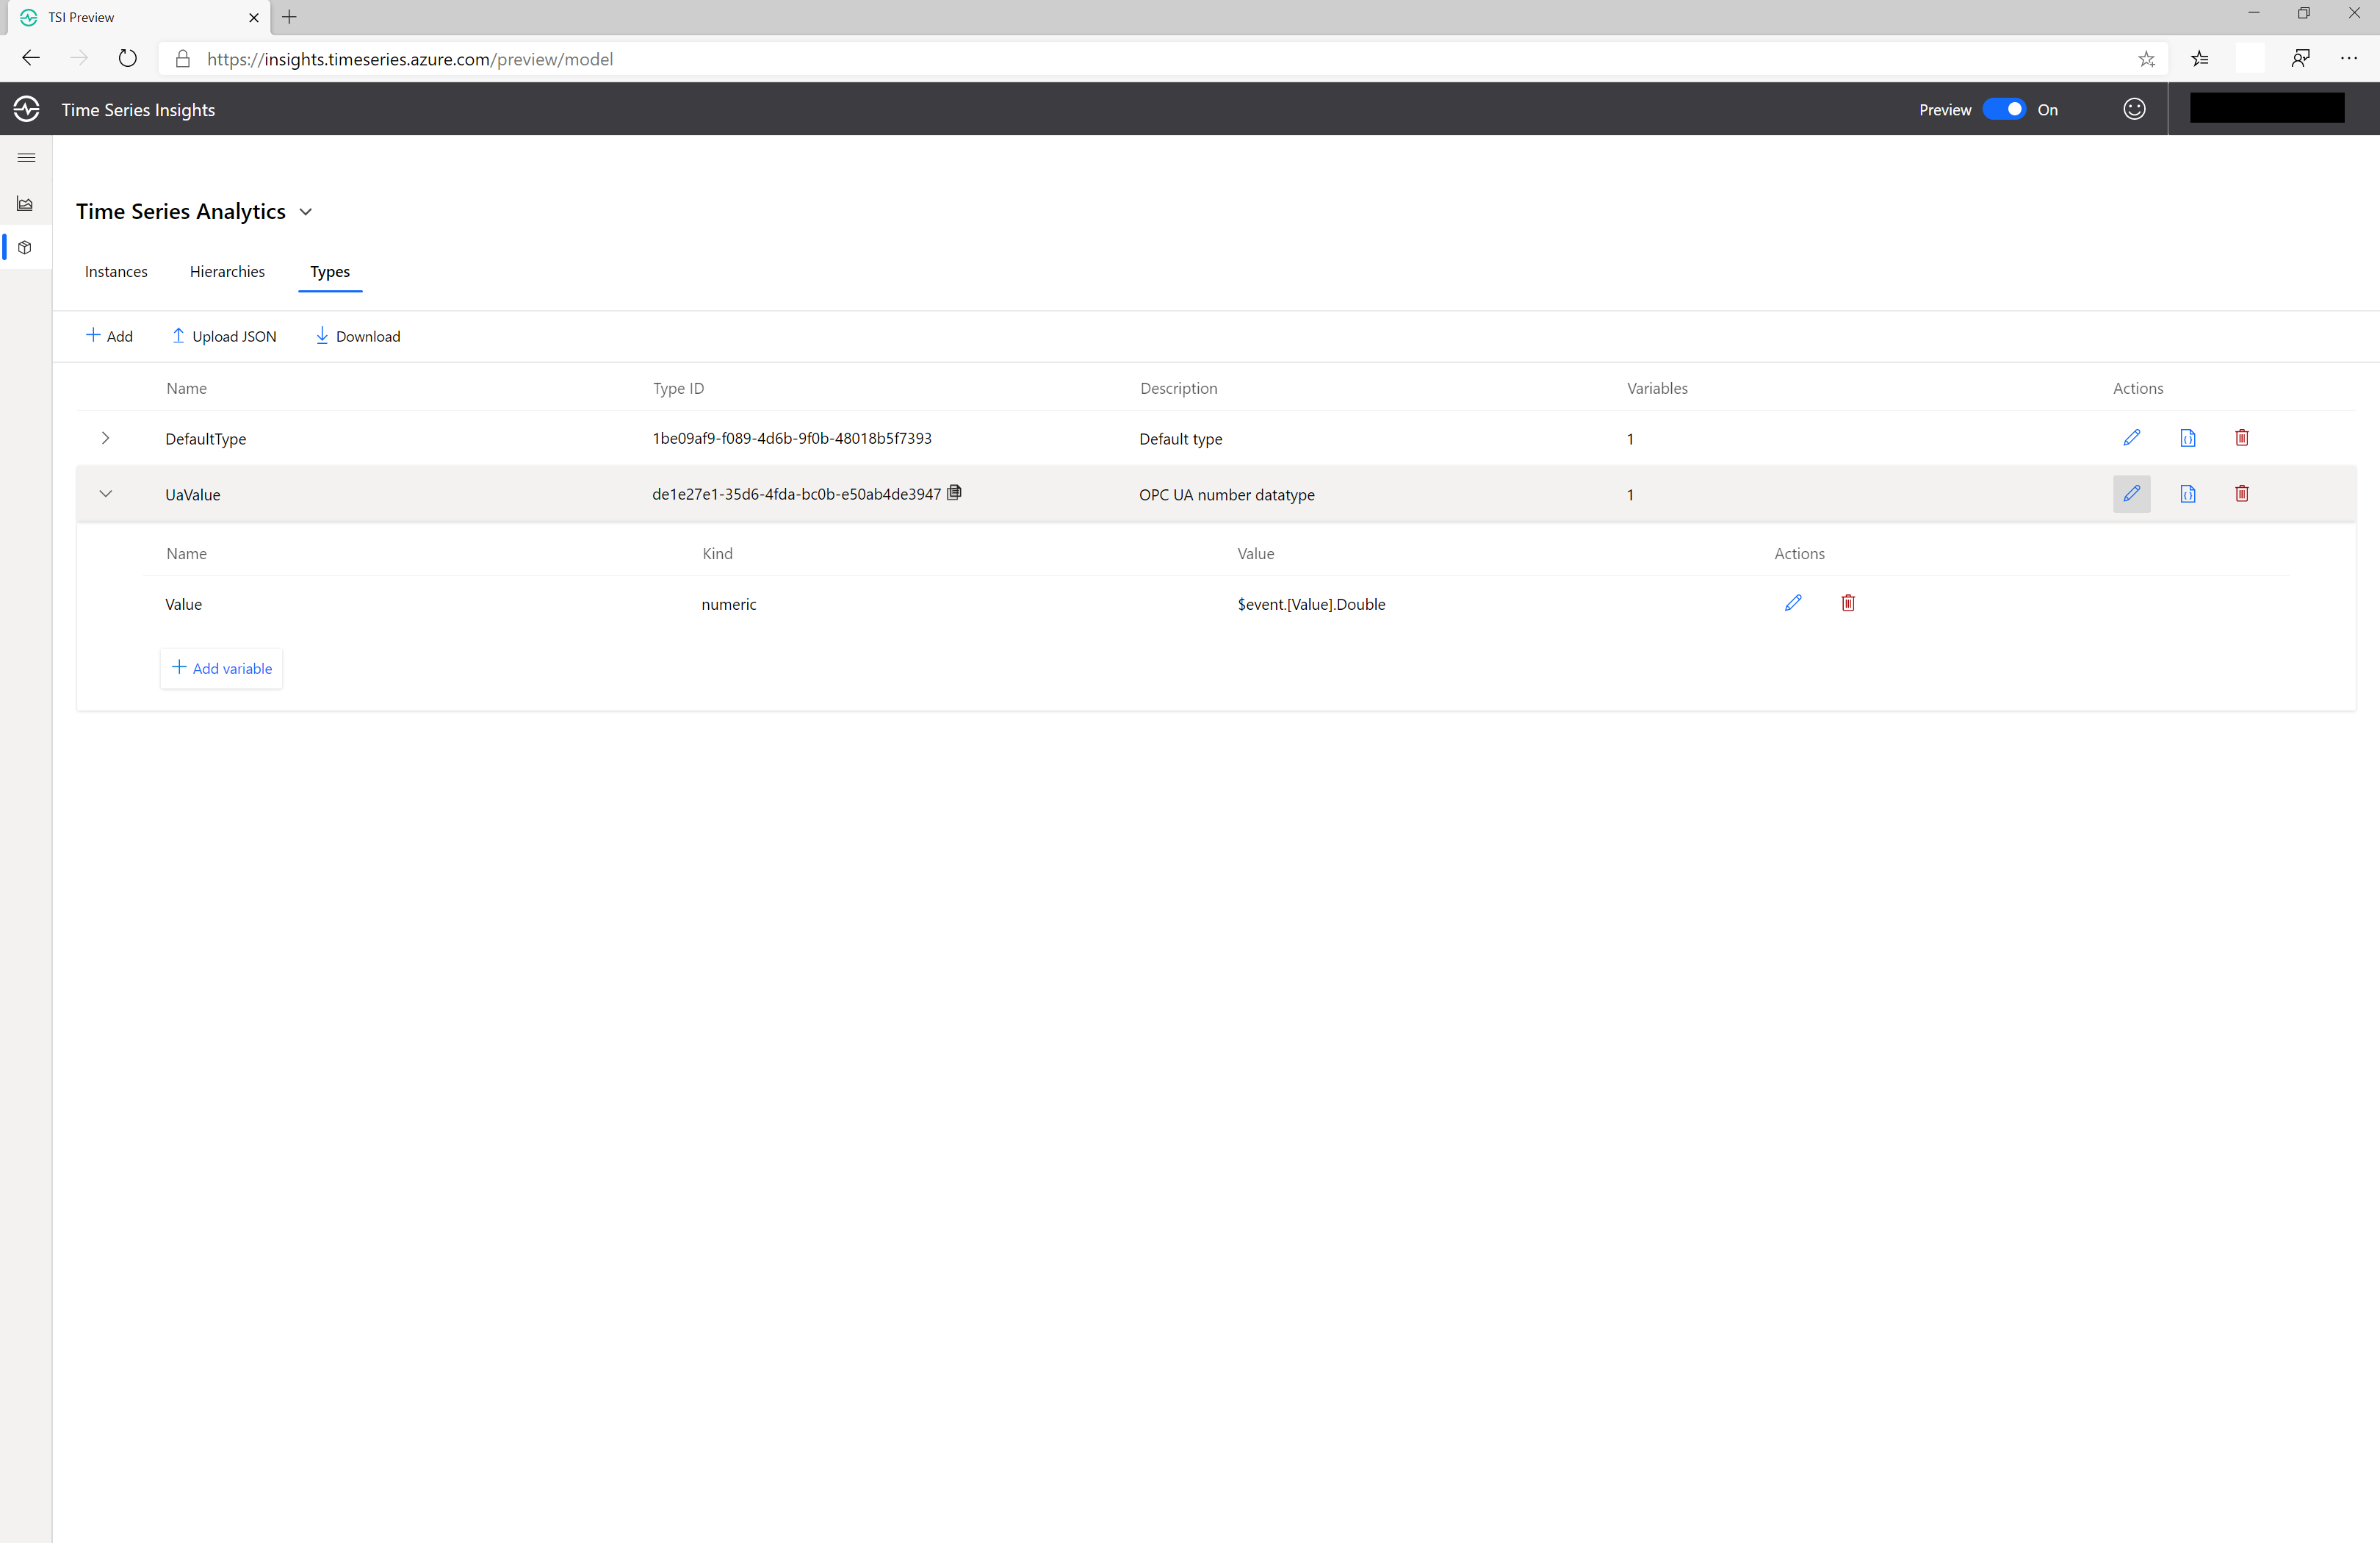 TSI Preview
https://insights.timeseries.azure.com/preview/model
Time Series Insights
Preview On
Time Series Analytics
Instances Hierarchies Types
Add Upload JSON Download
Name Type ID Description Variables Actions
DefaultType 1be09af9-f089-4d6b-9f0b-48018b5f7393 Default type 1
UaValue de1e27e1-35d6-4fda-bc0b-e50ab4de3947 OPC UA number datatype 1
Name Kind Value Actions
Value numeric $event.[Value].Double
Add variable